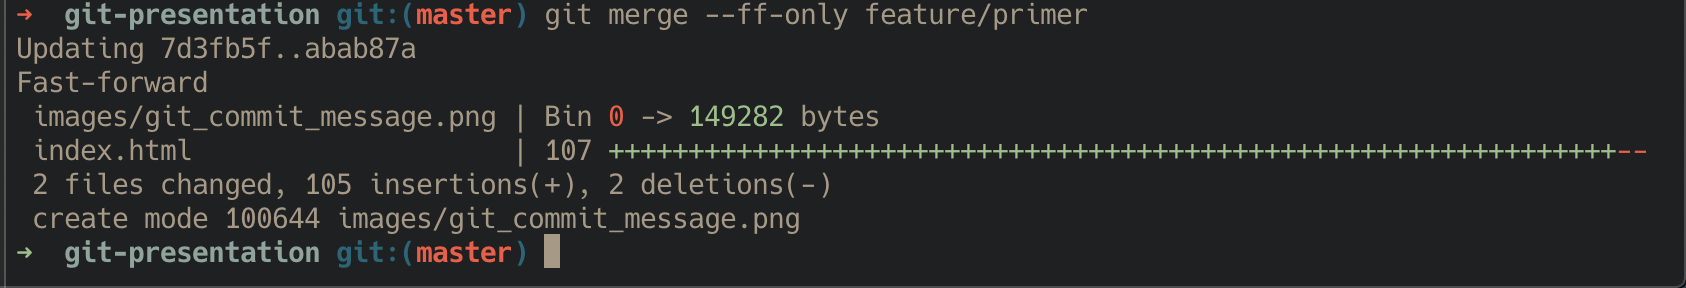 →  git-presentation git:(master) git merge --ff-only feature/primer
Updating 7d3fb5f..abab87a
Fast-forward
 images/git_commit_message.png | Bin 0 -> 149282 bytes
 index.html                    | 107 +++++++++++++++++++++++++++++++++++++++++++++++++++++++++++++++--
 2 files changed, 105 insertions(+), 2 deletions(-)
 create mode 100644 images/git_commit_message.png
→  git-presentation git:(master)